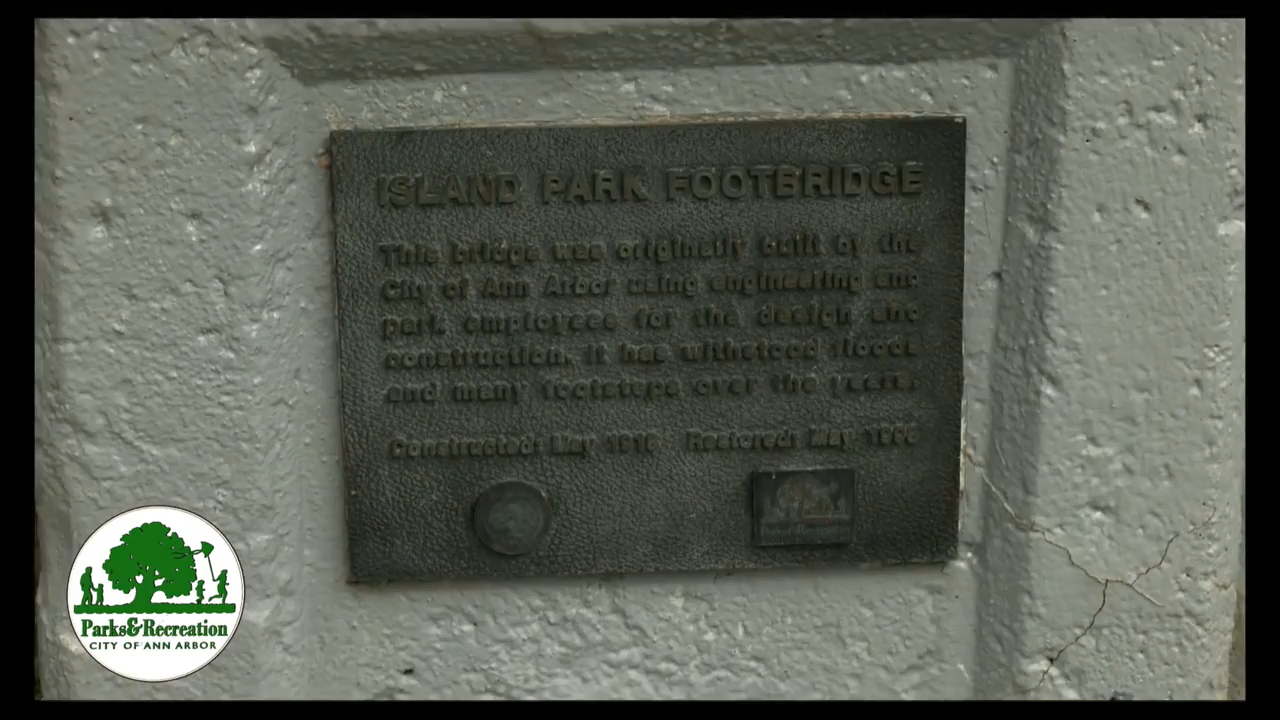 ISLAND PARK FOOTBRIDGE
This bridge was originally built by the
City of Ann Arbor using engineering and
park employees for the design and
construction. It has withstood floods
and many footsteps over the years.
Constructed: May 1916 Restored: May
Parks&Recreation
CITY OF ANN ARBOR